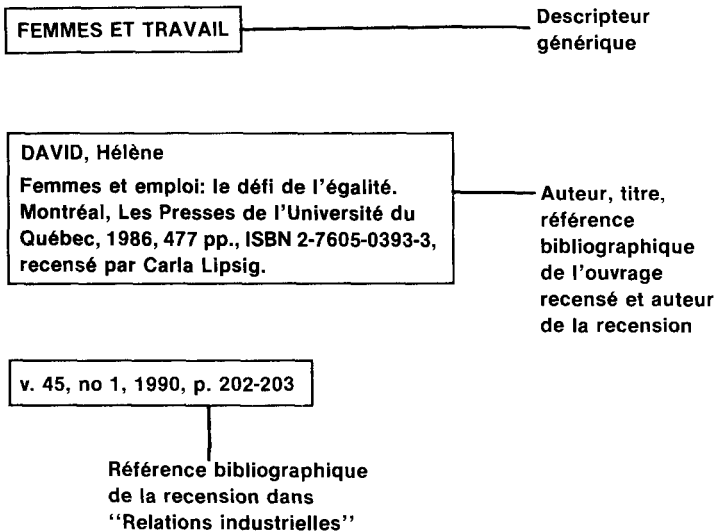 FEMMES ET TRAVAIL
Descripteur
générique
DAVID, Hélène
Femmes et emploi: le défi de l'égalité.
Montréal, Les Presses de l'Université du
Québec, 1986, 477 pp., ISBN 2-7605-0393-3,
recensé par Carla Lipsig.
Auteur, titre,
référence
bibliographique
de l'ouvrage
recensé et auteur
de la recension
v. 45, no 1, 1990, p. 202-203
Référence bibliographique
de la recension dans
''Relations industrielles''